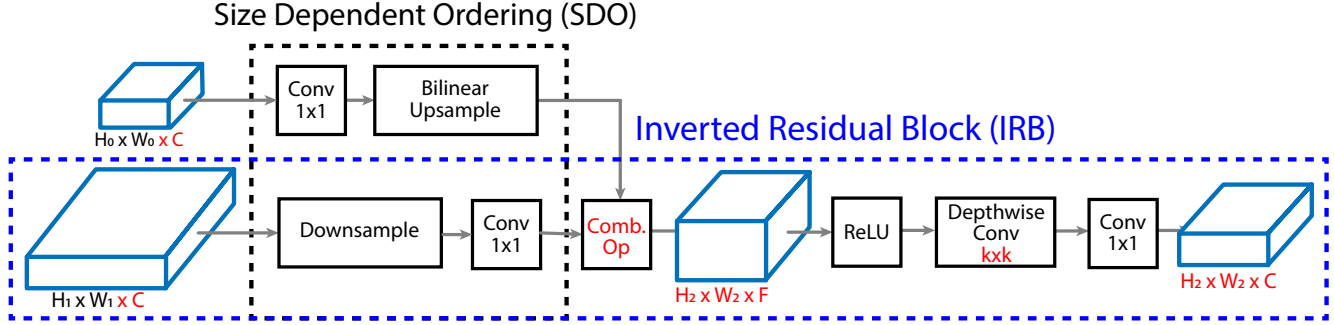 Size Dependent Ordering (SDO)
Conv
1x1
Bilinear
Upsample
H₀ x W₀ x C
Inverted Residual Block (IRB)
Downsample
Conv
1x1
Comb.
Op
ReLU
Depthwise
Conv
kxk
Conv
1x1
H₁ x W₁ x C
H₂ x W₂ x F
H₂ x W₂ x C